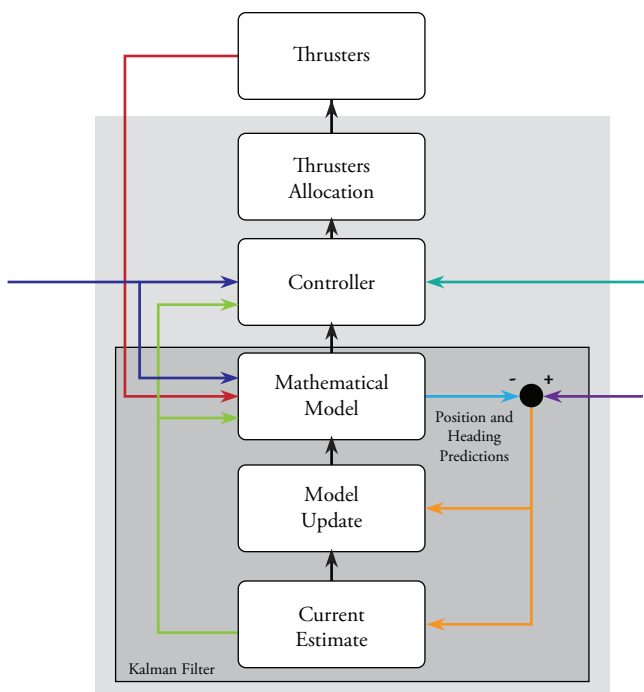 Thrusters
Thrusters
Allocation
Controller
Mathematical
Model
- +
Position and
Heading
Predictions
Model
Update
Current
Estimate
Kalman Filter